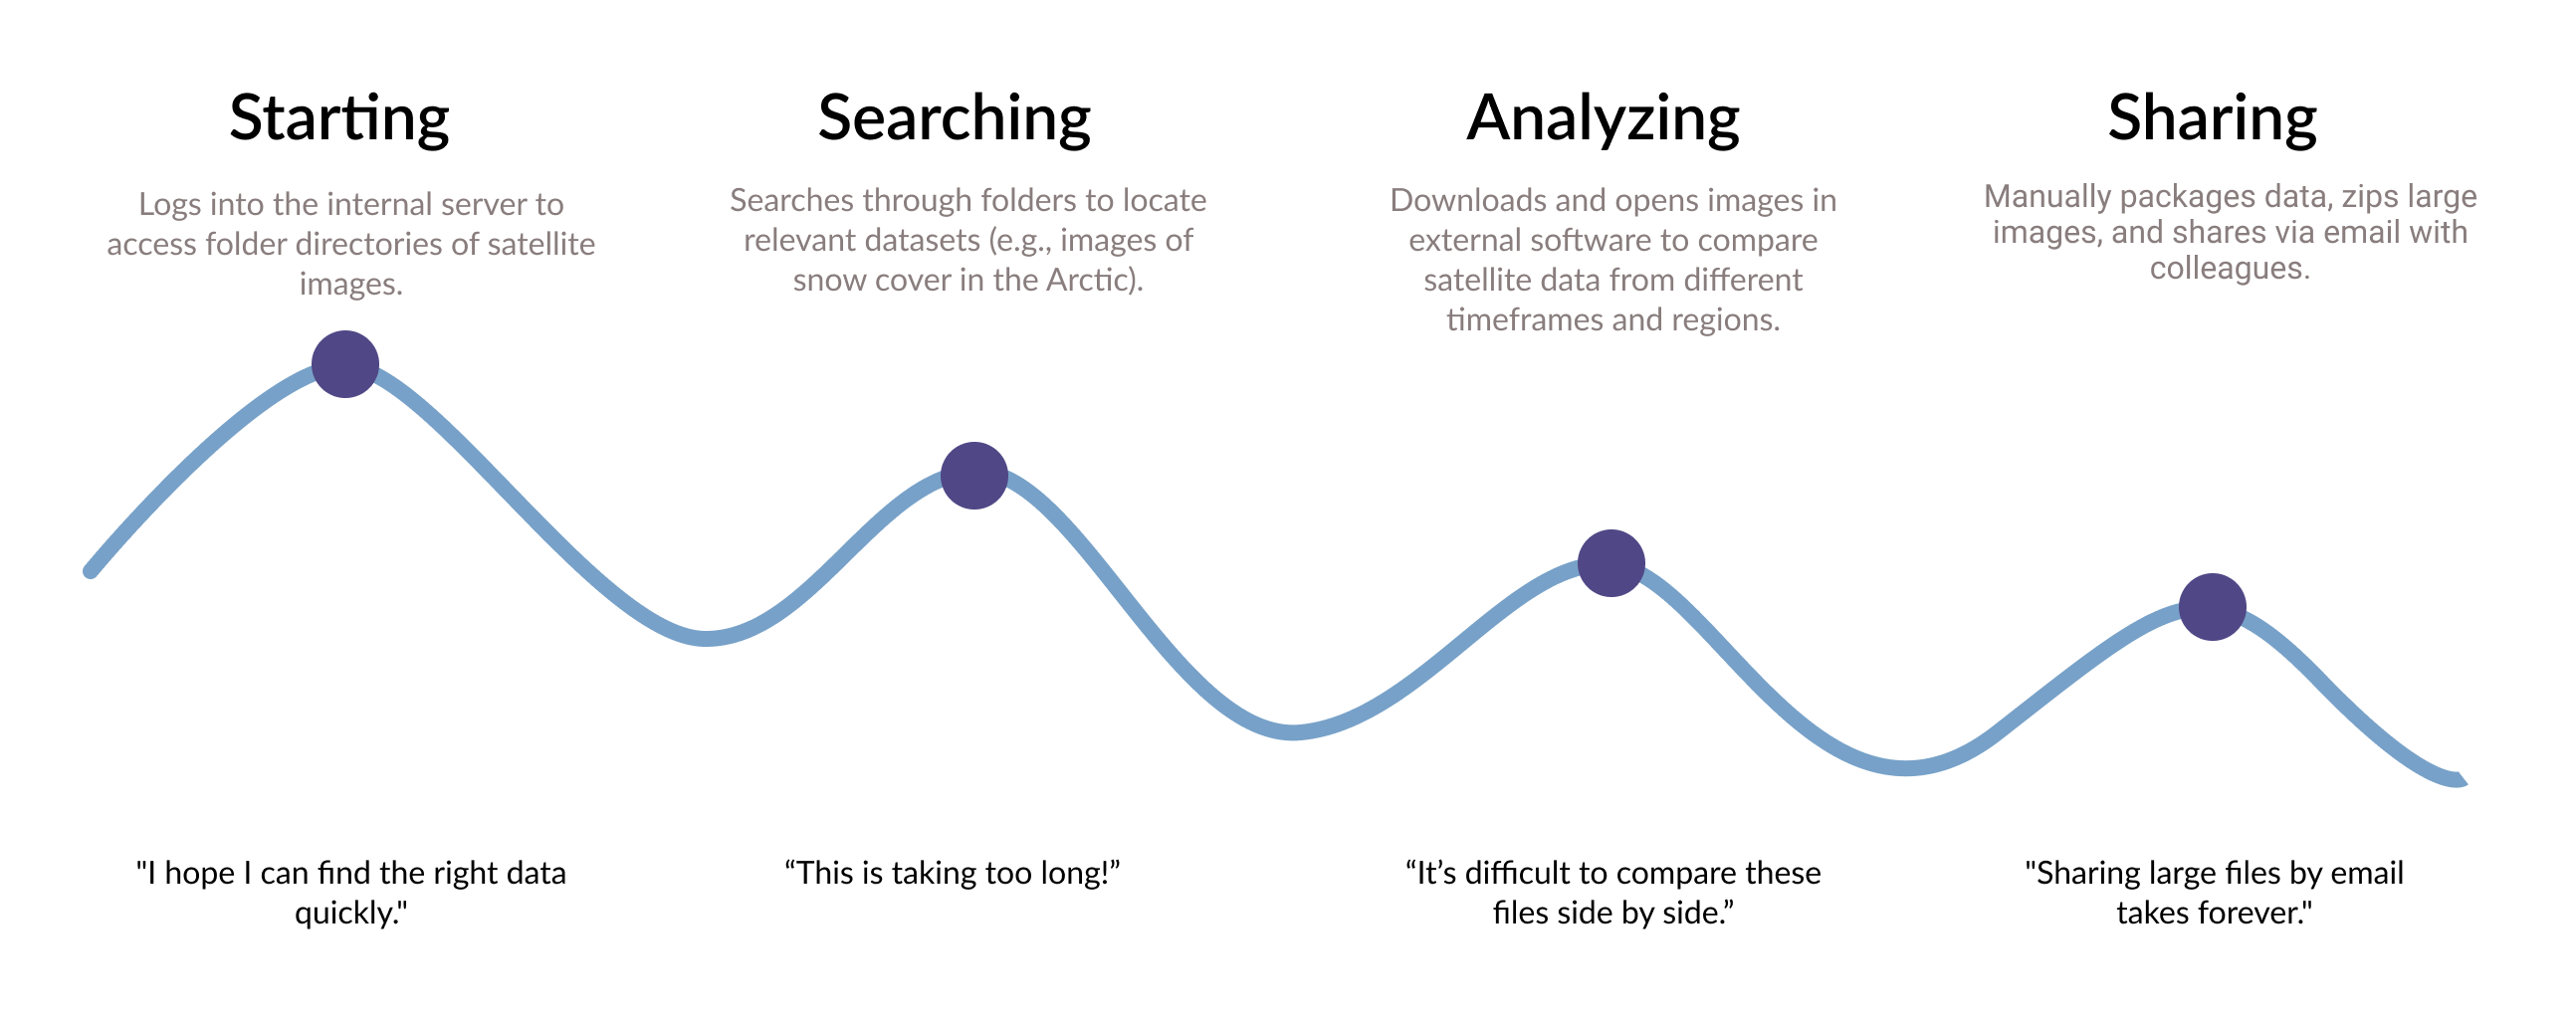 Starting
Logs into the internal server to
access folder directories of satellite
images.
"I hope I can find the right data
quickly."
Searching
Searches through folders to locate
relevant datasets (e.g., images of
snow cover in the Arctic).
“This is taking too long!”
Analyzing
Downloads and opens images in
external software to compare
satellite data from different
timeframes and regions.
“It’s difficult to compare these
files side by side.”
Sharing
Manually packages data, zips large
images, and shares via email with
colleagues.
"Sharing large files by email
takes forever."